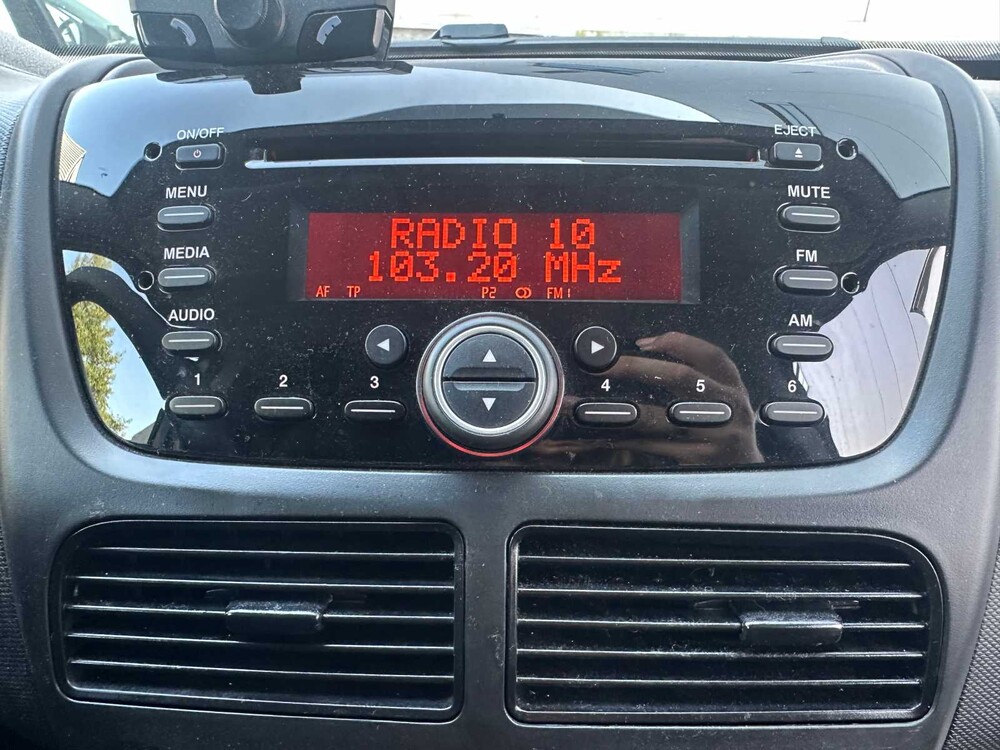 ON/OFF
EJECT
MENU
MUTE
RADIO 10
MEDIA
FM
103.20 MHz
AF TP P2 FM1
AUDIO
AM
1 2 3 4 5 6